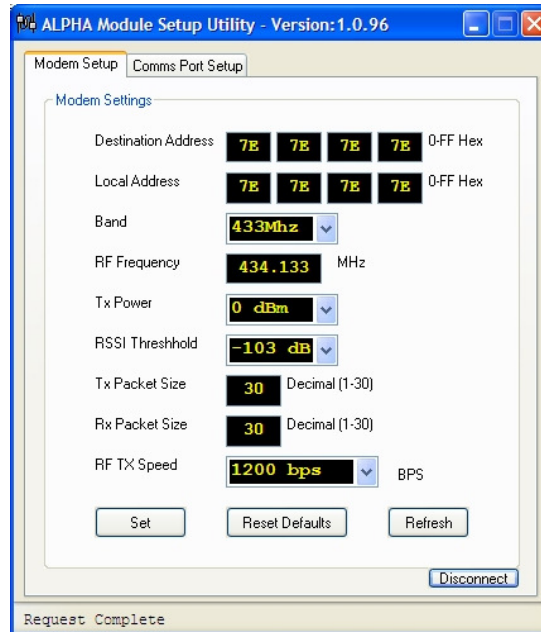 ALPHA Module Setup Utility - Version:1.0.96
Modem Setup Comms Port Setup
Modem Settings
Destination Address 7E 7E 7E 7E 0-FF Hex
Local Address 7E 7E 7E 7E 0-FF Hex
Band 433Mhz
RF Frequency 434.133 MHz
Tx Power 0 dBm
RSSI Threshhold -103 dB
Tx Packet Size 30 Decimal (1-30)
Rx Packet Size 30 Decimal (1-30)
RF TX Speed 1200 bps BPS
Set Reset Defaults Refresh
Disconnect
Request Complete